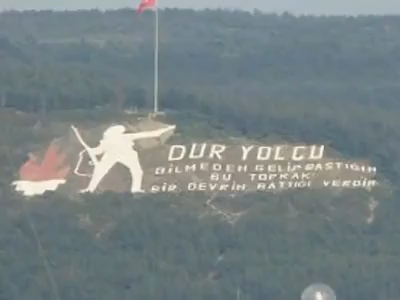 DUR YOLCU
BİLMEDEN GELİP BASTIĞIN
BU TOPRAK
BİR DEVRİN BATTIĞI YERDİR